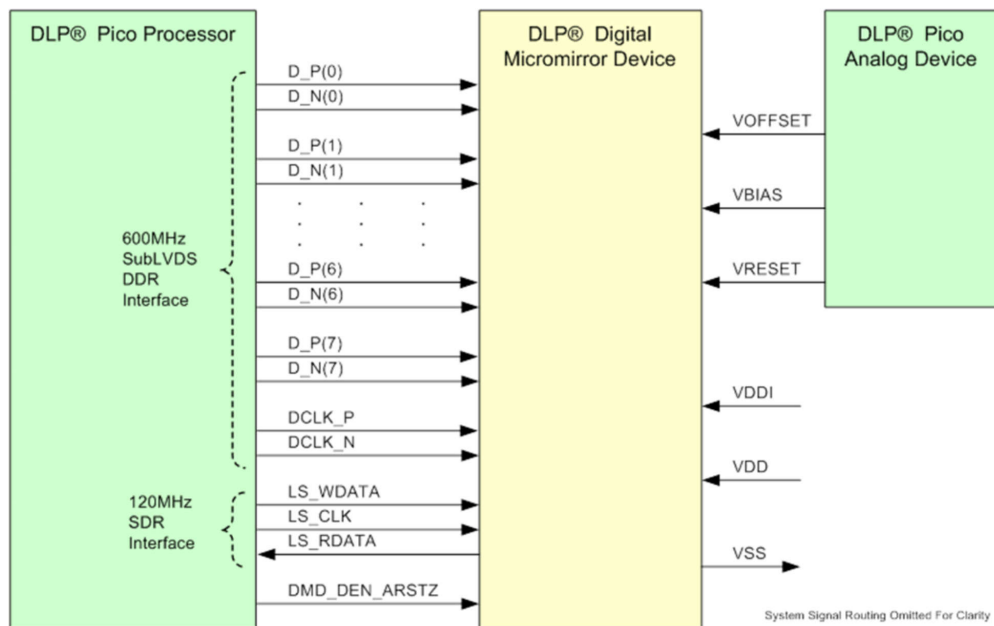 DLP® Pico Processor
DLP® Digital
Micromirror Device
DLP® Pico
Analog Device
D_P(0)
D_N(0)
D_P(1)
D_N(1)
. . .
. . .
. . .
D_P(6)
D_N(6)
D_P(7)
D_N(7)
DCLK_P
DCLK_N
600MHz
SubLVDS
DDR
Interface
LS_WDATA
LS_CLK
LS_RDATA
120MHz
SDR
Interface
DMD_DEN_ARSTZ
VOFFSET
VBIAS
VRESET
VDDI
VDD
VSS
System Signal Routing Omitted For Clarity